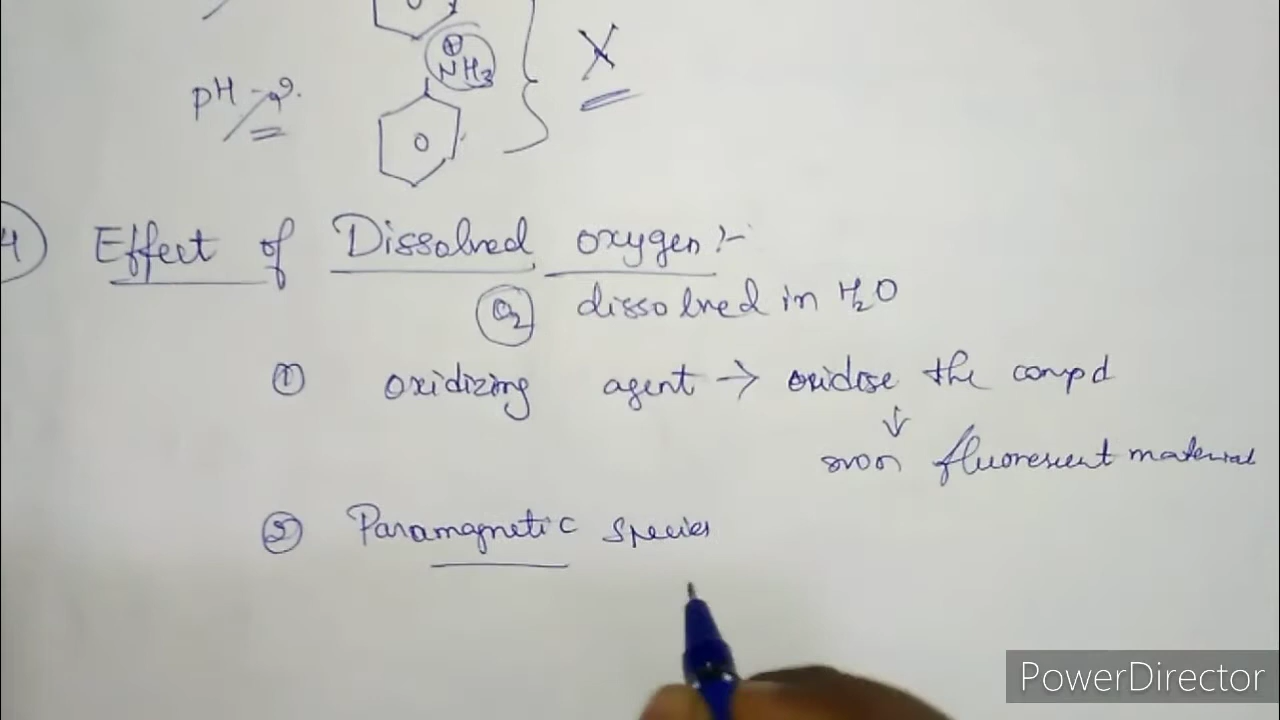 ⊕
NH₃
pH - 2.
4 Effect of Dissolved oxygen :-
O₂ dissolved in H₂O
① oxidizing agent → oxidise the compd
↓
non fluorescent material
② Paramagnetic species
PowerDirector